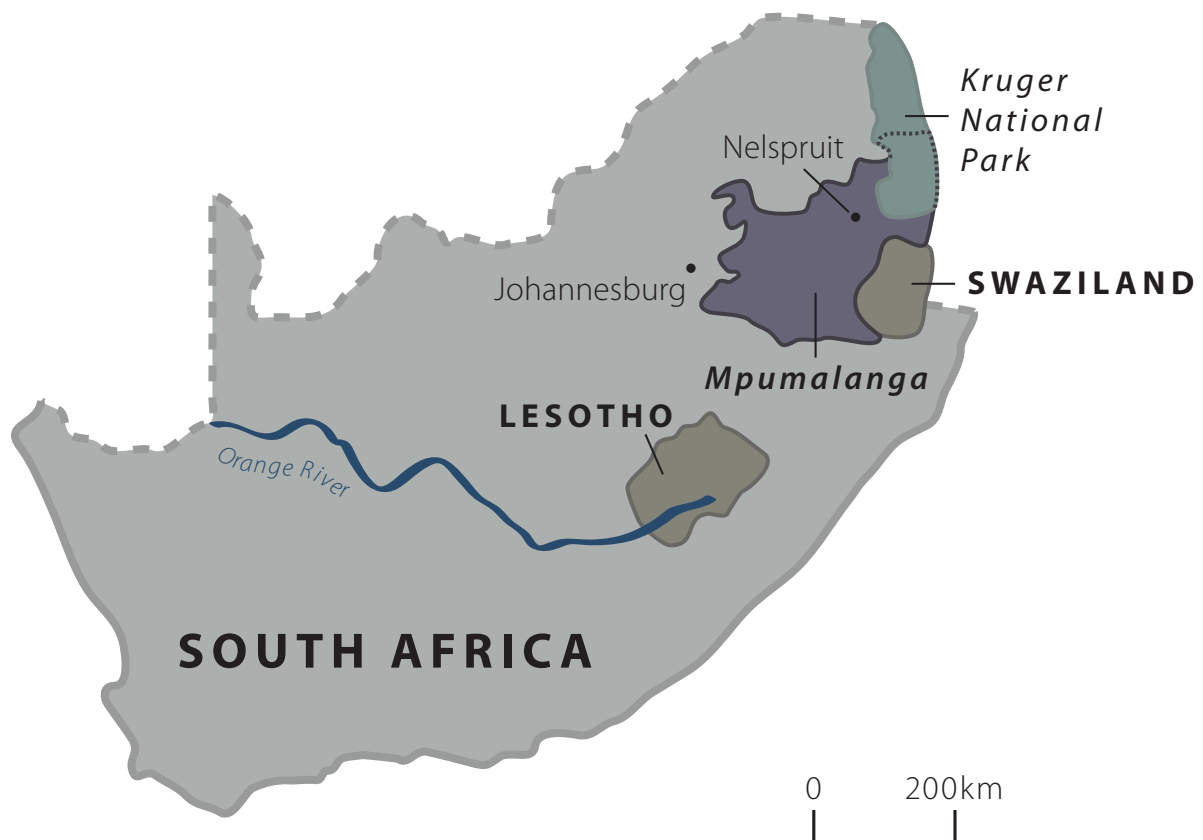 Kruger
National
Park
Nelspruit
SWAZILAND
Johannesburg
Mpumalanga
LESOTHO
Orange River
SOUTH AFRICA
0 200km